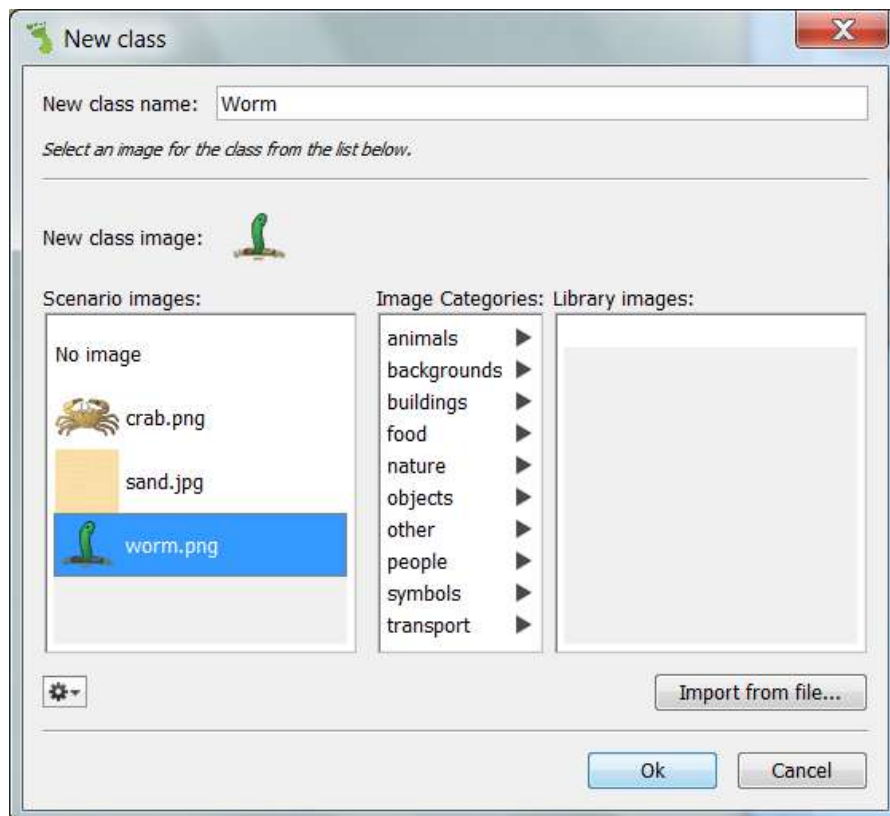 New class
New class name: Worm
Select an image for the class from the list below.
New class image:
Scenario images:
No image
crab.png
sand.jpg
worm.png
Image Categories:
animals
backgrounds
buildings
food
nature
objects
other
people
symbols
transport
Library images:
Import from file...
Ok
Cancel